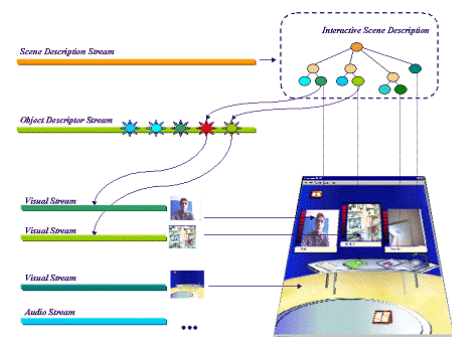 Interactive Scene Description
Scene Description Stream
Object Descriptor Stream
Visual Stream
Visual Stream
Visual Stream
Audio Stream